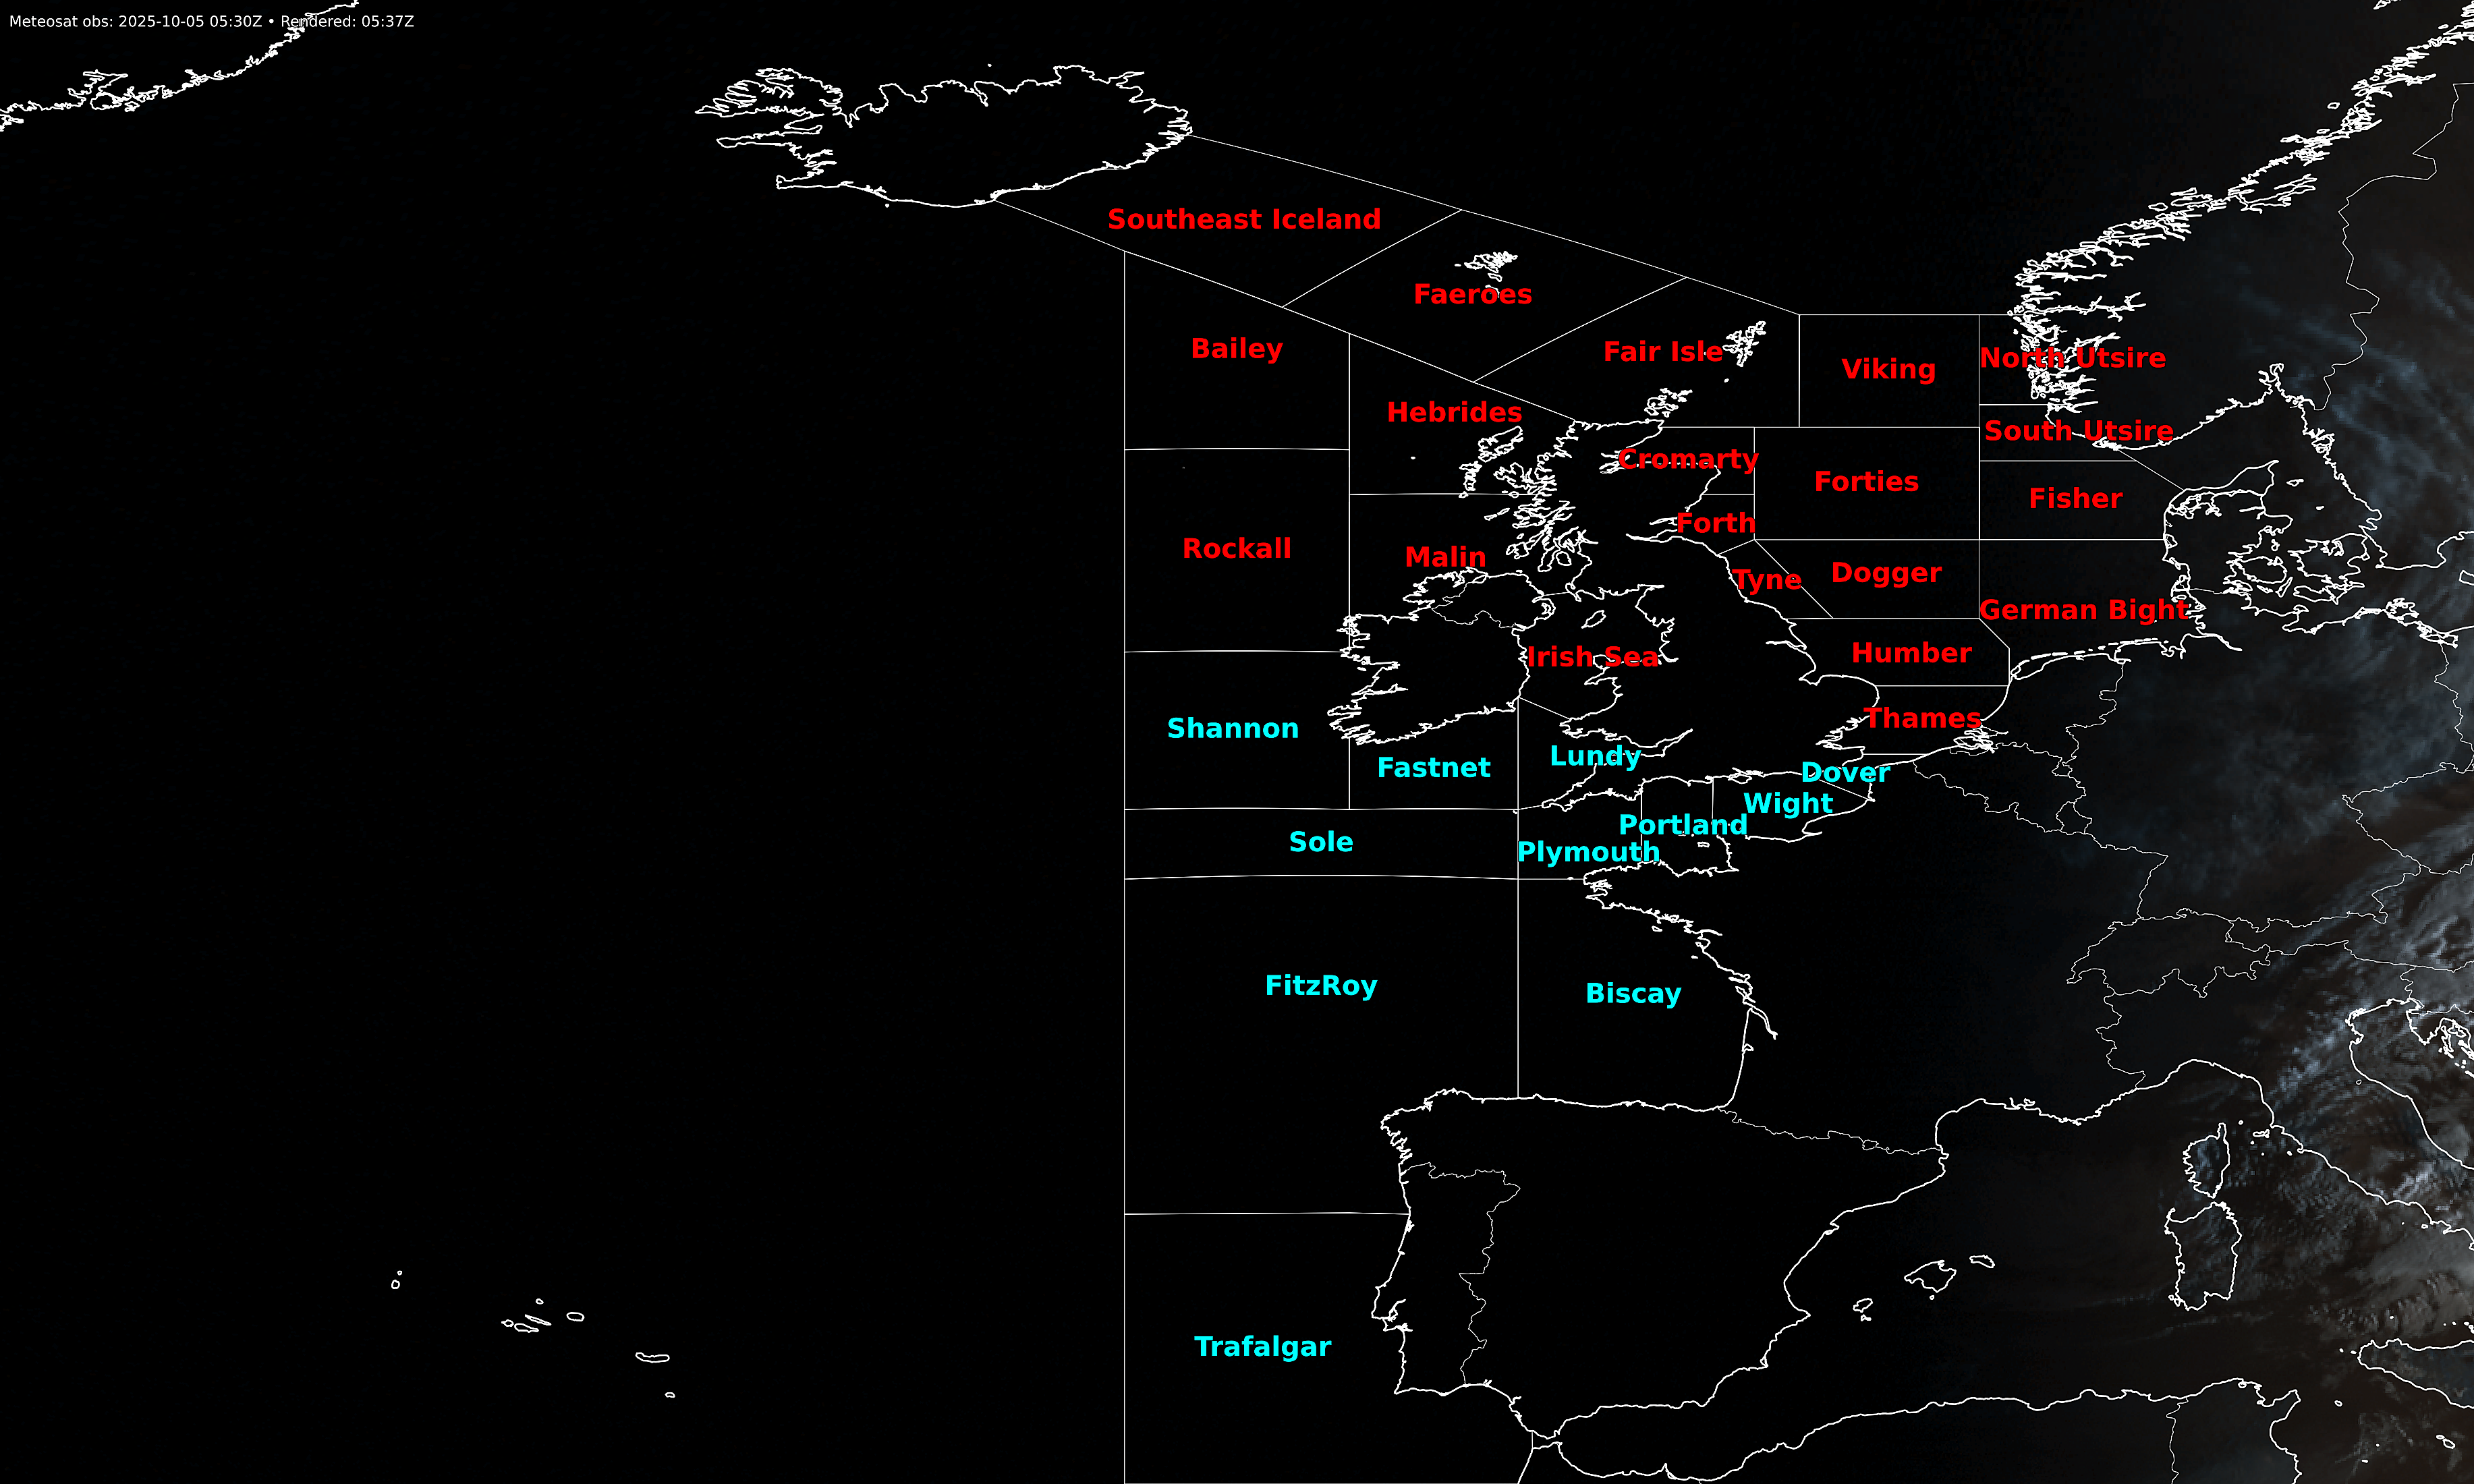 Meteosat obs: 2025-10-05 05:30Z • Rendered: 05:37Z
Southeast Iceland
Faeroes
Bailey
Fair Isle
Viking
North Utsire
Hebrides
South Utsire
Cromarty
Forties
Fisher
Forth
Rockall
Malin
Tyne
Dogger
German Bight
Irish Sea
Humber
Thames
Shannon
Fastnet
Lundy
Dover
Wight
Portland
Sole
Plymouth
FitzRoy
Biscay
Trafalgar